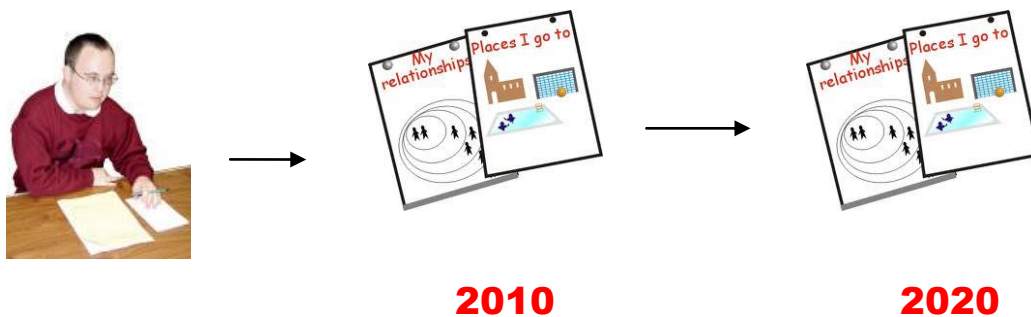 My
relationships
Places I go to
My
relationships
Places I go to
2010
2020